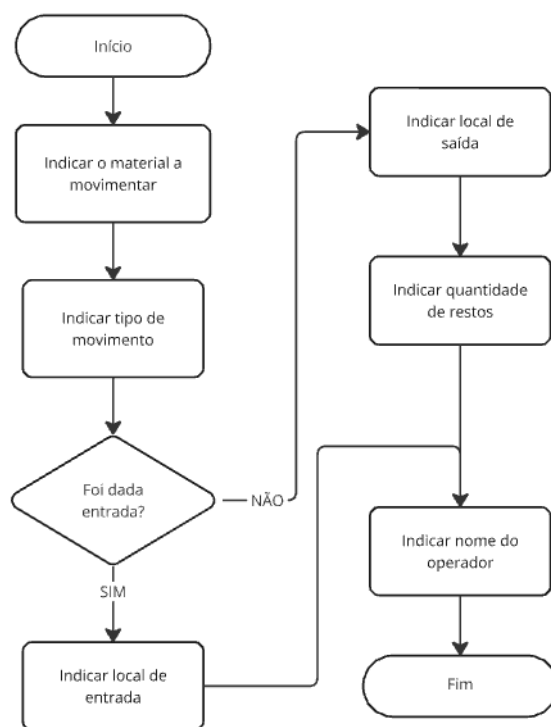 Início
Indicar o material a
movimentar
Indicar tipo de
movimento
Foi dada
entrada?
NÃO
SIM
Indicar local de
entrada
Indicar local de
saída
Indicar quantidade
de restos
Indicar nome do
operador
Fim